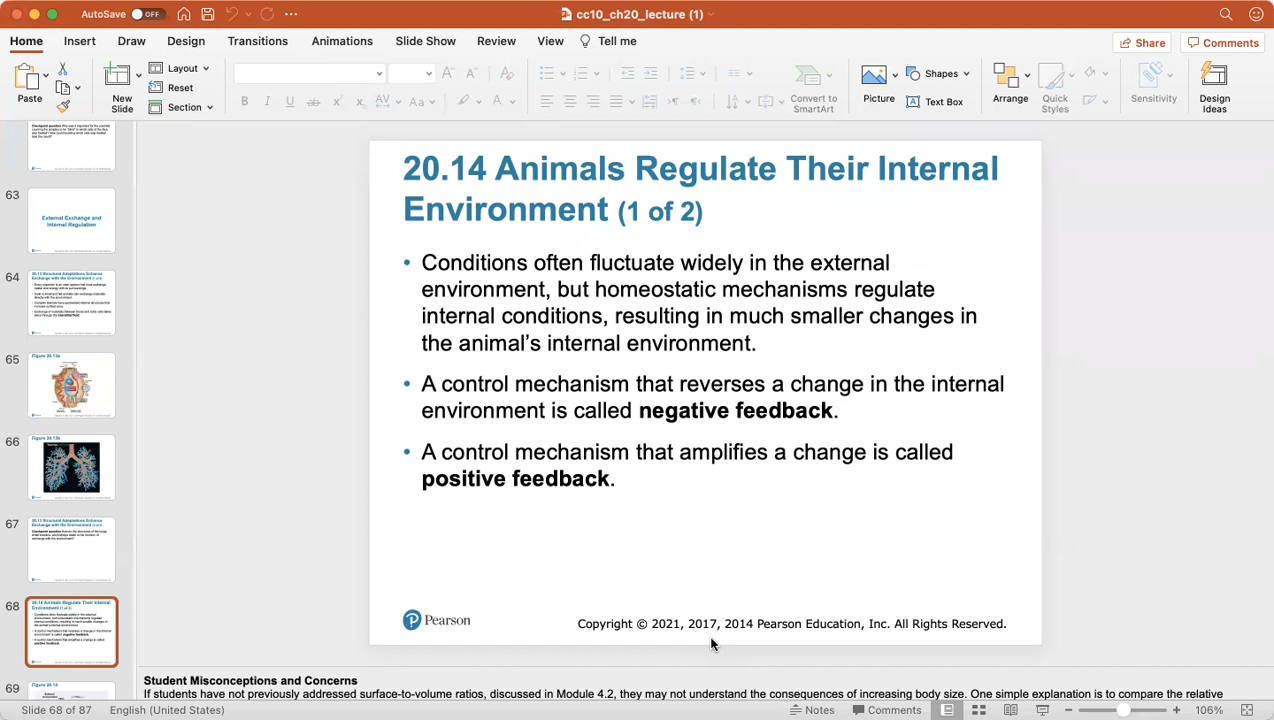 AutoSave OFF
cc10_ch20_lecture (1)
Home Insert Draw Design Transitions Animations Slide Show Review View Tell me
Share Comments
Paste
New
Slide
Layout
Reset
Section
Convert to
SmartArt
Picture
Shapes
Text Box
Arrange
Quick
Styles
Sensitivity
Design
Ideas
63
External Exchange and
Internal Regulation
64
65
Figure 20.13a
66
Figure 20.13b
67
68
69
20.14 Animals Regulate Their Internal
Environment (1 of 2)
• Conditions often fluctuate widely in the external
environment, but homeostatic mechanisms regulate
internal conditions, resulting in much smaller changes in
the animal's internal environment.
• A control mechanism that reverses a change in the internal
environment is called negative feedback.
• A control mechanism that amplifies a change is called
positive feedback.
Pearson
Copyright © 2021, 2017, 2014 Pearson Education, Inc. All Rights Reserved.
Student Misconceptions and Concerns
If students have not previously addressed surface-to-volume ratios, discussed in Module 4.2, they may not understand the consequences of increasing body size. One simple explanation is to compare the relative
Slide 68 of 87 English (United States)
Notes Comments 106%